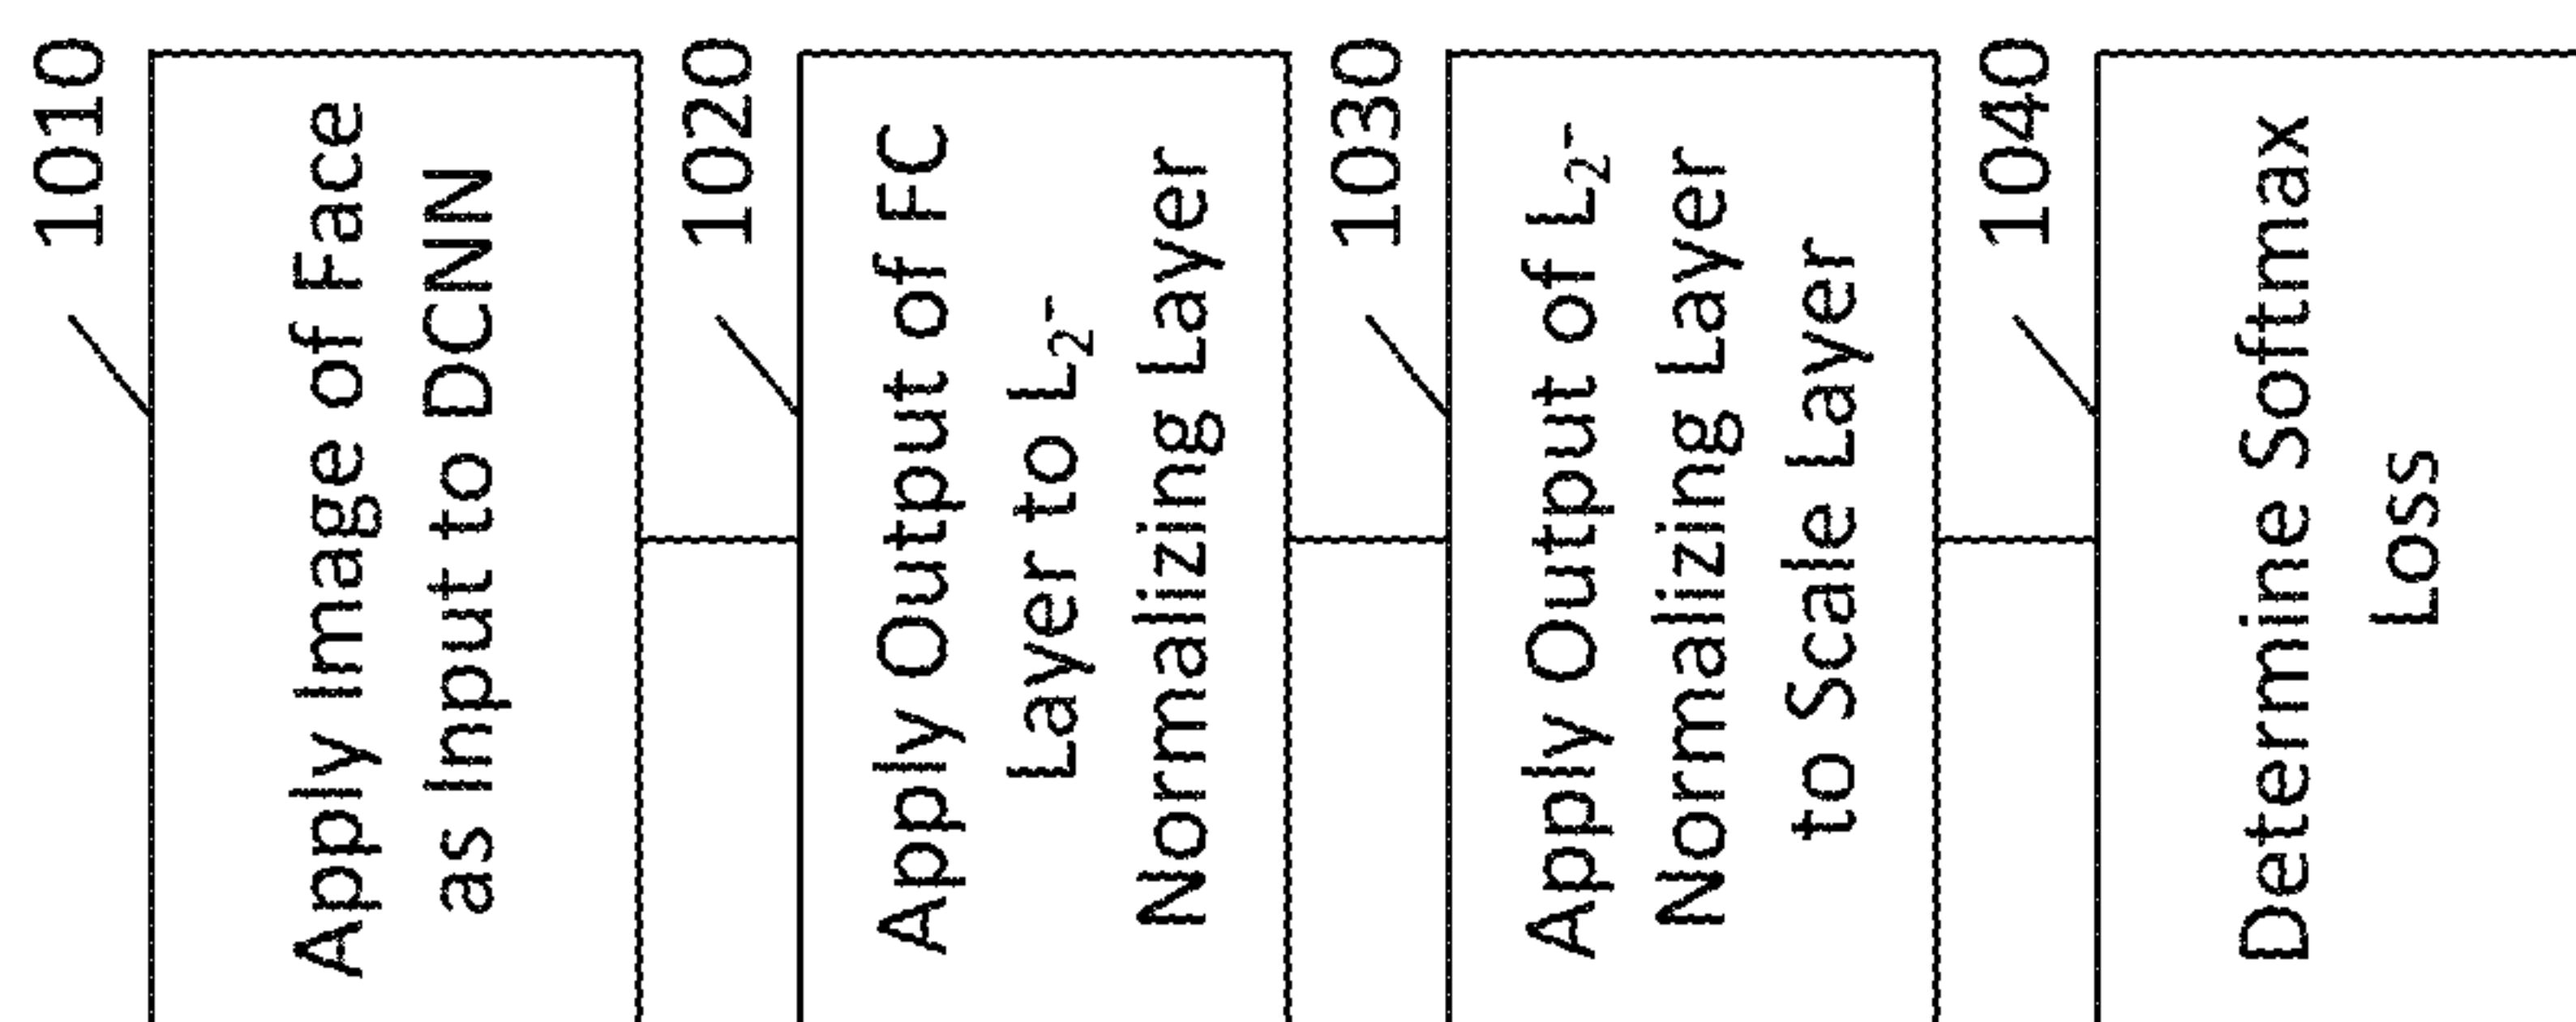 1010
Apply Image of Face
as Input to DCNN
1020
Apply Output of FC
Layer to L₂-
Normalizing Layer
1030
Apply Output of L₂-
Normalizing Layer
to Scale Layer
1040
Determine Softmax
Loss